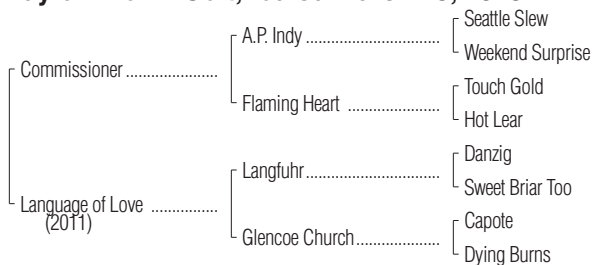 Seattle Slew
A.P. Indy
Weekend Surprise
Commissioner
Touch Gold
Flaming Heart
Hot Lear
Danzig
Langfuhr
Sweet Briar Too
Language of Love
(2011)
Capote
Glencoe Church
Dying Burns